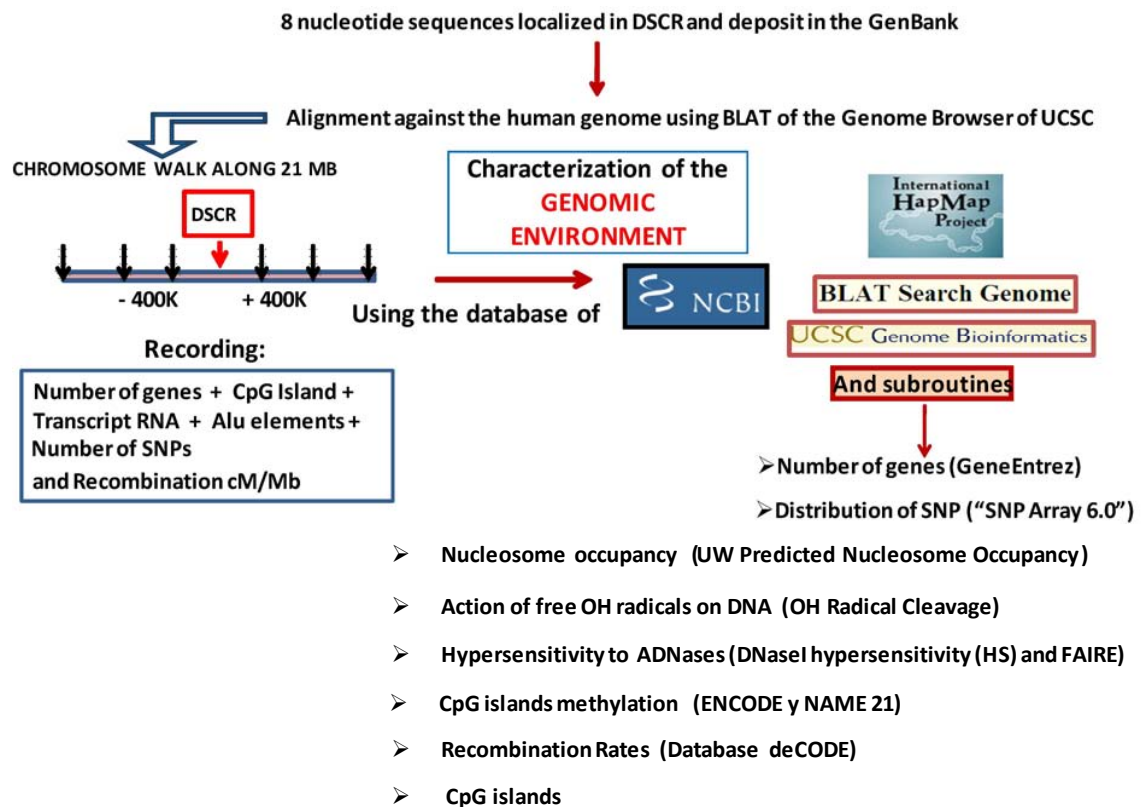 8 nucleotide sequences localized in DSCR and deposit in the GenBank
Alignment against the human genome using BLAT of the Genome Browser of UCSC
CHROMOSOME WALK ALONG 21 MB
DSCR
- 400K + 400K
Recording:
Number of genes + CpG Island +
Transcript RNA + Alu elements +
Number of SNPs
and Recombination cM/Mb
Characterization of the
GENOMIC
ENVIRONMENT
Using the database of
NCBI
International
HapMap
Project
BLAT Search Genome
UCSC Genome Bioinformatics
And subroutines
➢Number of genes (GeneEntrez)
➢Distribution of SNP (“SNP Array 6.0”)
➢ Nucleosome occupancy (UW Predicted Nucleosome Occupancy)
➢ Action of free OH radicals on DNA (OH Radical Cleavage)
➢ Hypersensitivity to ADNases (DNaseI hypersensitivity (HS) and FAIRE)
➢ CpG islands methylation (ENCODE y NAME 21)
➢ Recombination Rates (Database deCODE)
➢ CpG islands